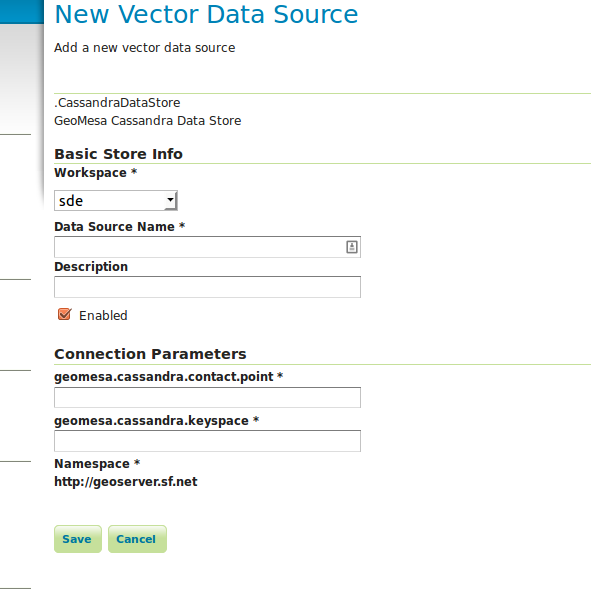 New Vector Data Source
Add a new vector data source
.CassandraDataStore
GeoMesa Cassandra Data Store
Basic Store Info
Workspace *
sde
Data Source Name *
Description
Enabled
Connection Parameters
geomesa.cassandra.contact.point *
geomesa.cassandra.keyspace *
Namespace *
http://geoserver.sf.net
Save Cancel